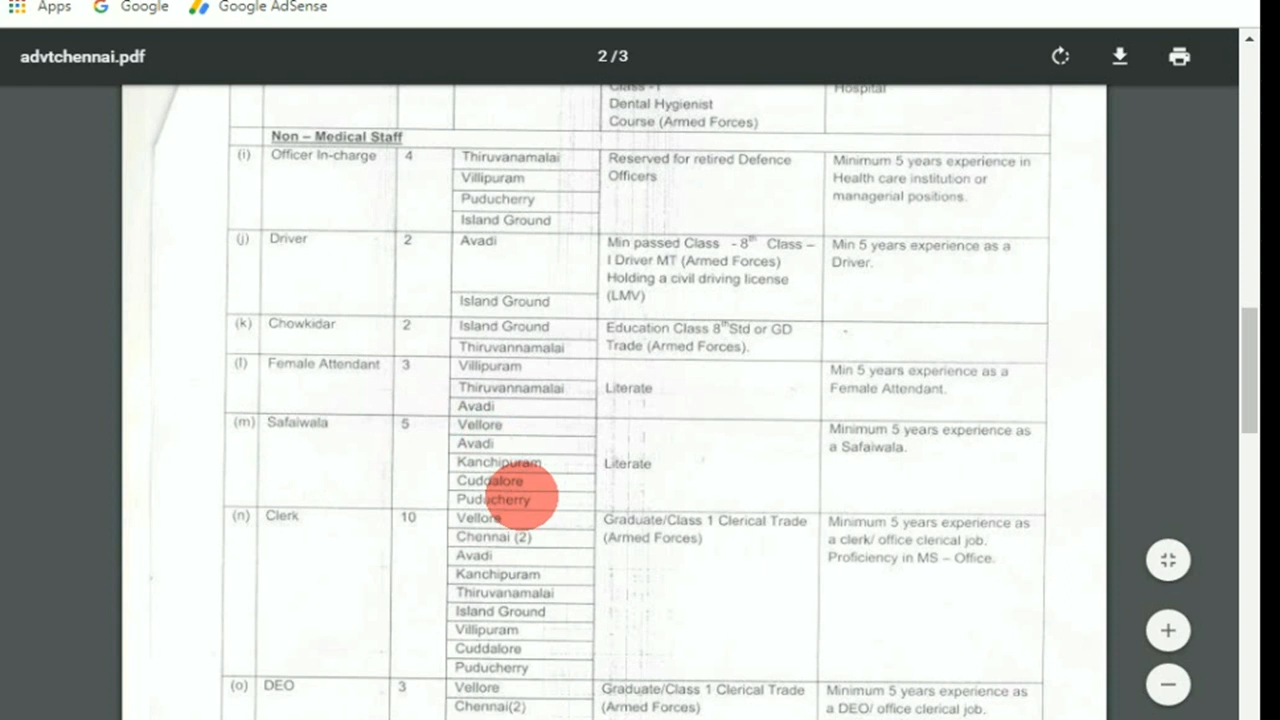 Apps Google Google AdSense
advtchennai.pdf 2 / 3
Hospital
Dental Hygienist
Course (Armed Forces)
Non – Medical Staff
(i) Officer In-charge 4 Thiruvanamalai Reserved for retired Defence Minimum 5 years experience in
Villipuram Officers Health care institution or
Puducherry managerial positions.
Island Ground
(j) Driver 2 Avadi Min passed Class - 8th Class – Min 5 years experience as a
I Driver MT (Armed Forces) Driver.
Holding a civil driving license
Island Ground (LMV)
(k) Chowkidar 2 Island Ground Education Class 8th Std or GD -
Thiruvannamalai Trade (Armed Forces).
(l) Female Attendant 3 Villipuram Min 5 years experience as a
Thiruvannamalai Literate Female Attendant.
Avadi
(m) Safaiwala 5 Vellore Minimum 5 years experience as
Avadi a Safaiwala.
Kanchipuram Literate
Cuddalore
Puducherry
(n) Clerk 10 Vellore Graduate/Class 1 Clerical Trade Minimum 5 years experience as
Chennai (2) (Armed Forces) a clerk/ office clerical job.
Avadi Proficiency in MS – Office.
Kanchipuram
Thiruvanamalai
Island Ground
Villipuram
Cuddalore
Puducherry
(o) DEO 3 Vellore Graduate/Class 1 Clerical Trade Minimum 5 years experience as
Chennai(2) (Armed Forces) a DEO/ office clerical job.